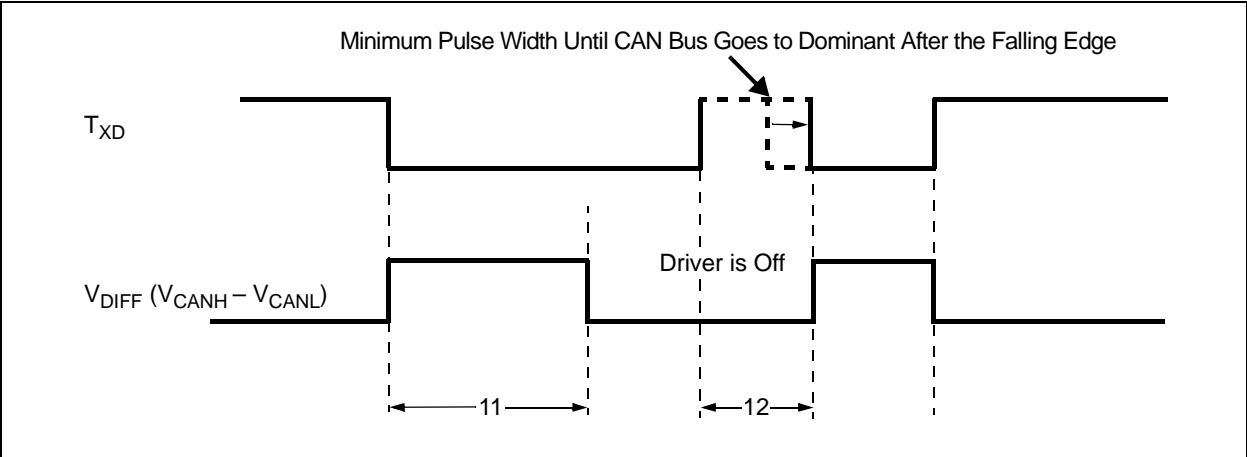 Minimum Pulse Width Until CAN Bus Goes to Dominant After the Falling Edge
TXD
Driver is Off
VDIFF (VCANH – VCANL)
11
12